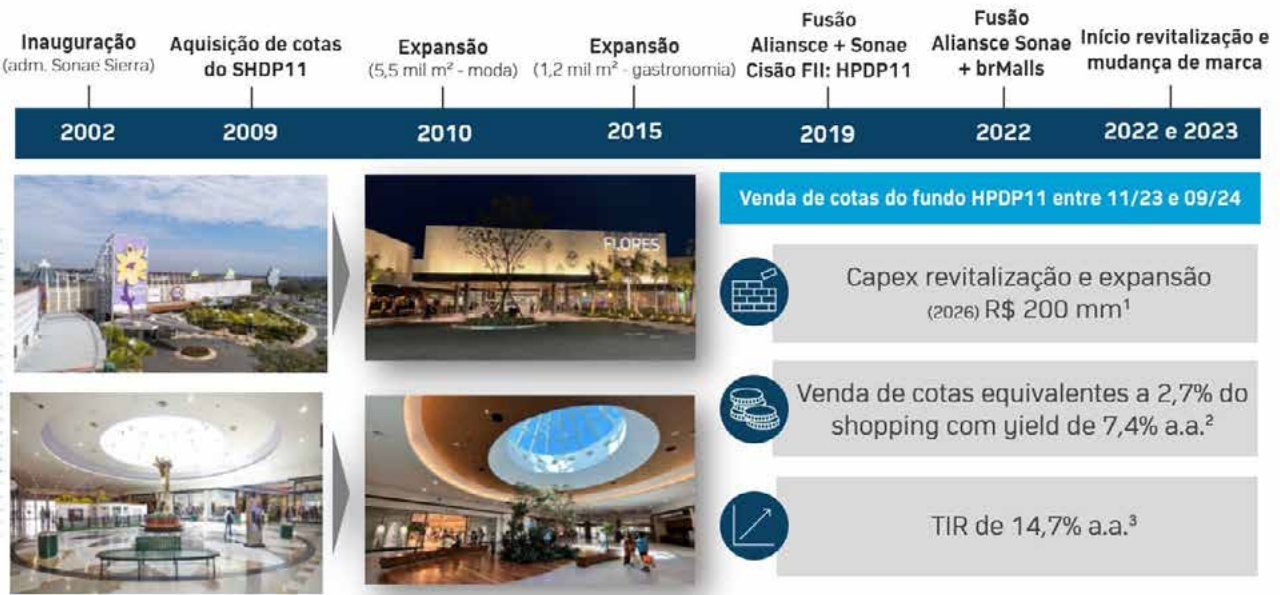 Inauguração
(adm. Sonae Sierra)
Aquisição de cotas
do SHDP11
Expansão
(5,5 mil m² - moda)
Expansão
(1,2 mil m² - gastronomia)
Fusão
Aliansce + Sonae
Cisão FII: HPDP11
Fusão
Aliansce Sonae
+ brMalls
Início revitalização e
mudança de marca
2002
2009
2010
2015
2019
2022
2022 e 2023
FLORES
Venda de cotas do fundo HPDP11 entre 11/23 e 09/24
Capex revitalização e expansão
(2026) R$ 200 mm¹
Venda de cotas equivalentes a 2,7% do
shopping com yield de 7,4% a.a.²
TIR de 14,7% a.a.³